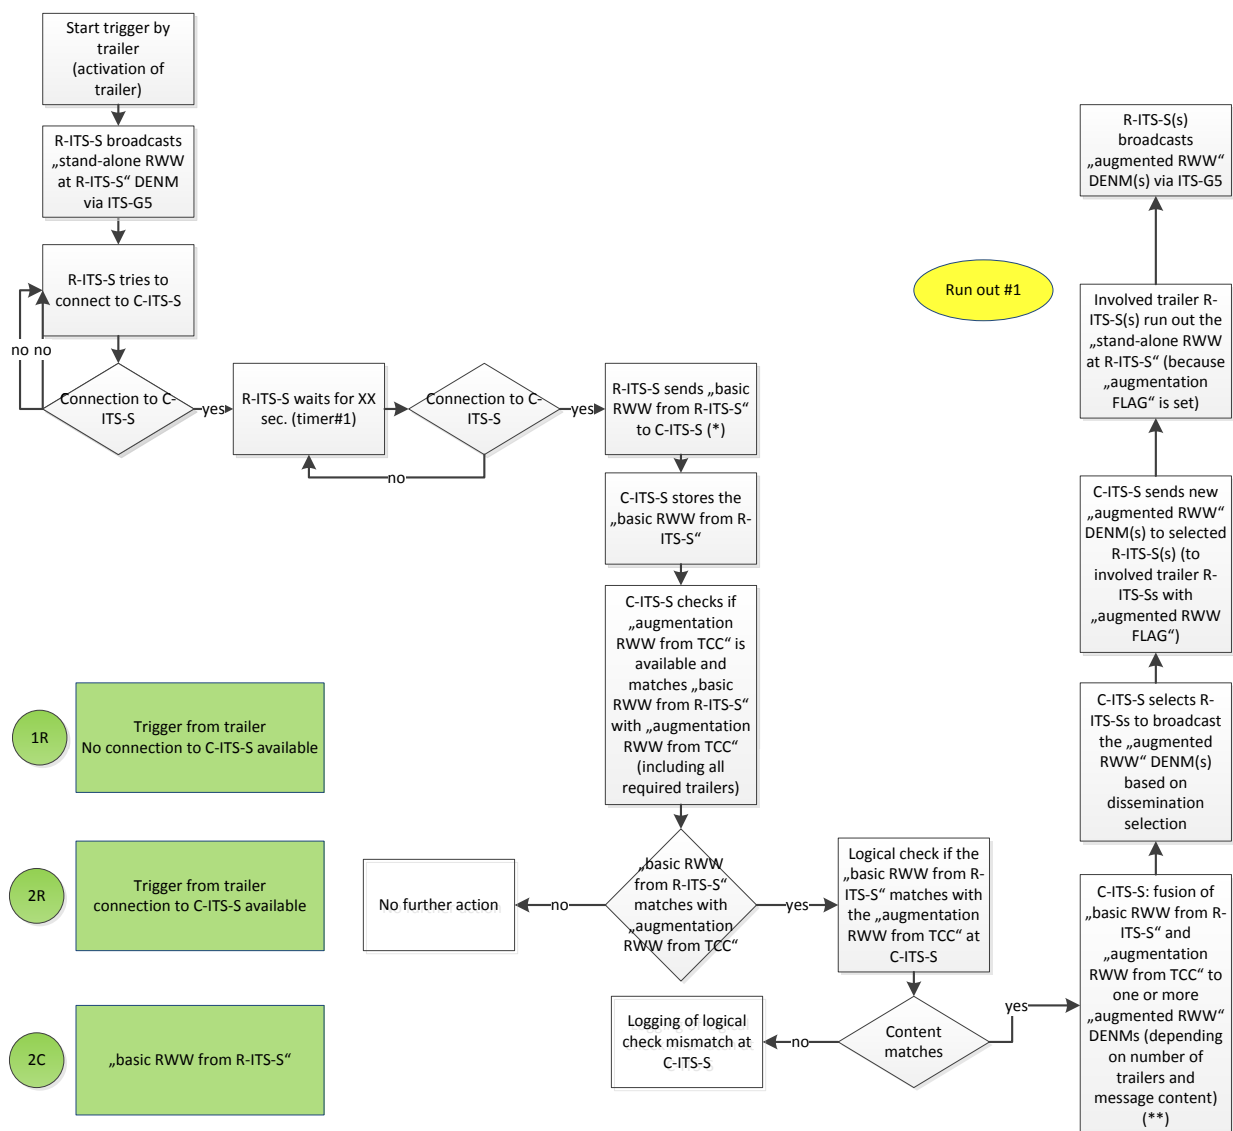 Start trigger by
trailer
(activation of
trailer)
R-ITS-S broadcasts
„stand-alone RWW
at R-ITS-S“ DENM
via ITS-G5
R-ITS-S tries to
connect to C-ITS-S
no
no
Connection to C-
ITS-S
yes
R-ITS-S waits for XX
sec. (timer#1)
Connection to C-
ITS-S
no
yes
R-ITS-S sends „basic
RWW from R-ITS-S“
to C-ITS-S (*)
C-ITS-S stores the
„basic RWW from R-
ITS-S“
C-ITS-S checks if
„augmentation
RWW from TCC“ is
available and
matches „basic
RWW from R-ITS-S“
with „augmentation
RWW from TCC“
(including all
required trailers)
„basic RWW
from R-ITS-S“
matches with
„augmentation
RWW from TCC“
no
No further action
yes
Logical check if the
„basic RWW from R-
ITS-S“ matches with
the „augmentation
RWW from TCC“ at
C-ITS-S
Content
matches
no
Logging of logical
check mismatch at
C-ITS-S
yes
C-ITS-S: fusion of
„basic RWW from R-
ITS-S“ and
„augmentation
RWW from TCC“ to
one or more
„augmented RWW“
DENMs (depending
on number of
trailers and
message content)
(**)
C-ITS-S selects R-
ITS-Ss to broadcast
the „augmented
RWW“ DENM(s)
based on
dissemination
selection
C-ITS-S sends new
„augmented RWW“
DENM(s) to selected
R-ITS-S(s) (to
involved trailer R-
ITS-Ss with
„augmented RWW
FLAG“)
Involved trailer R-
ITS-S(s) run out the
„stand-alone RWW
at R-ITS-S“ (because
„augmentation
FLAG“ is set)
R-ITS-S(s)
broadcasts
„augmented RWW“
DENM(s) via ITS-G5
Run out #1
1R
Trigger from trailer
No connection to C-ITS-S available
2R
Trigger from trailer
connection to C-ITS-S available
2C
„basic RWW from R-ITS-S“